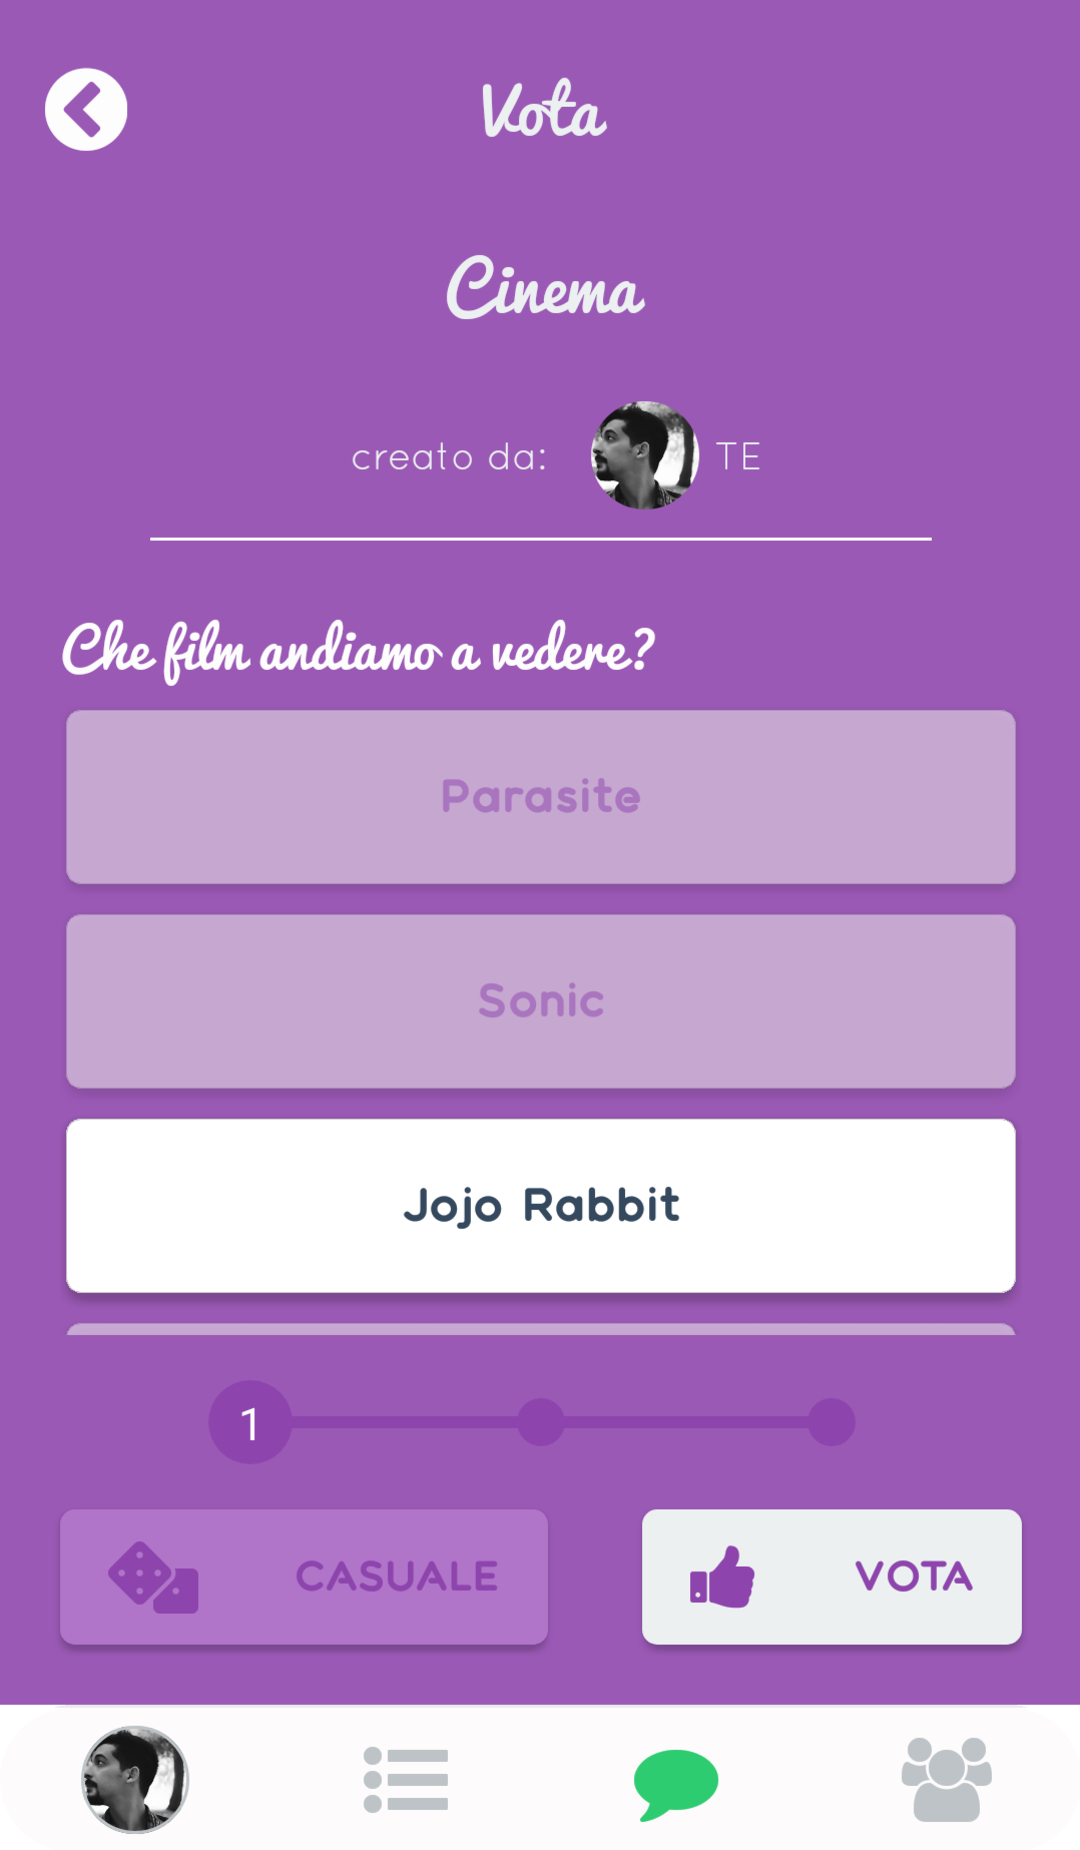 Vota
Cinema
creato da: TE
Che film andiamo a vedere?
Parasite
Sonic
Jojo Rabbit
1
CASUALE
VOTA